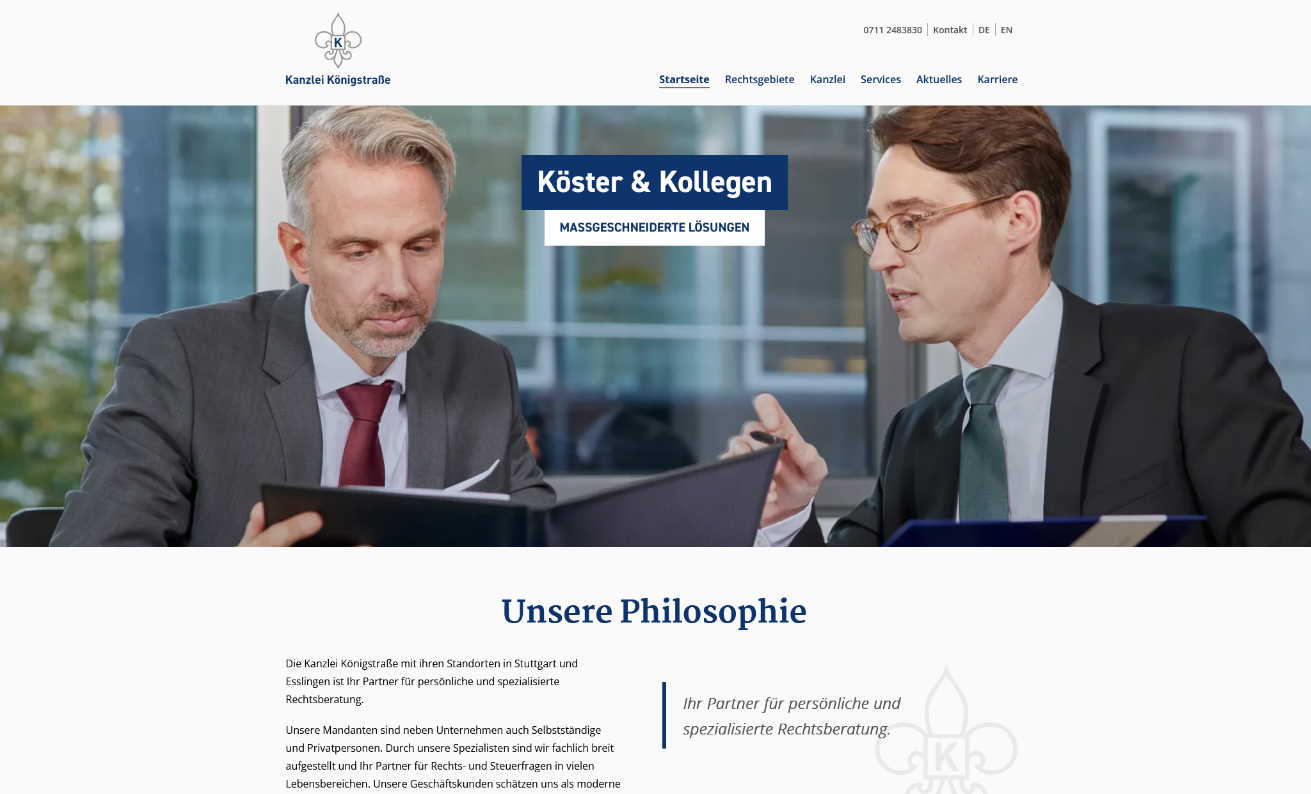 K
Kanzlei Königstraße
0711 2483830
Kontakt
DE
EN
Startseite
Rechtsgebiete
Kanzlei
Services
Aktuelles
Karriere
Köster & Kollegen
MASSGESCHNEIDERTE LÖSUNGEN
Unsere Philosophie
Die Kanzlei Königstraße mit ihren Standorten in Stuttgart und
Esslingen ist Ihr Partner für persönliche und spezialisierte
Rechtsberatung.
Unsere Mandanten sind neben Unternehmen auch Selbstständige
und Privatpersonen. Durch unsere Spezialisten sind wir fachlich breit
aufgestellt und Ihr Partner für Rechts- und Steuerfragen in vielen
Lebensbereichen. Unsere Geschäftskunden schätzen uns als moderne
Ihr Partner für persönliche und
spezialisierte Rechtsberatung.
K